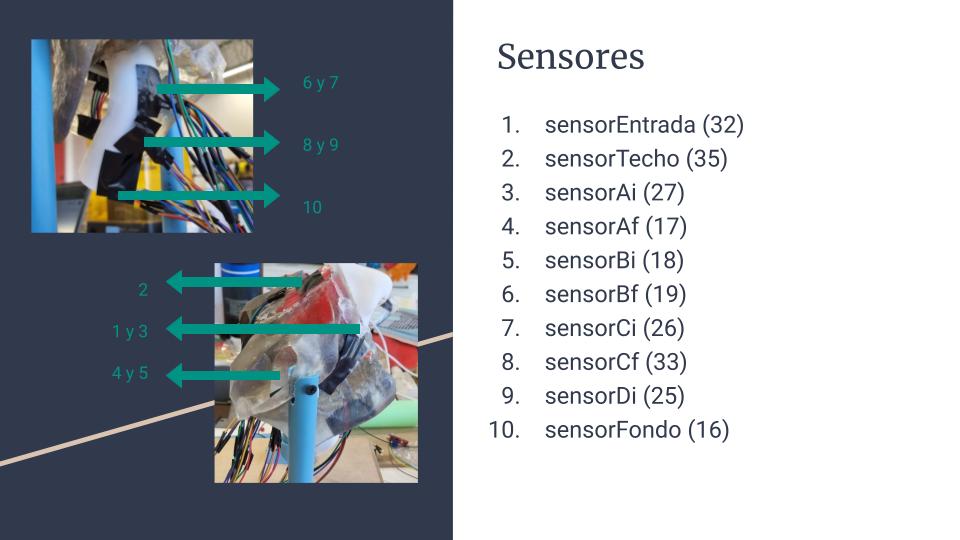 6 y 7
8 y 9
10
2
1 y 3
4 y 5
Sensores
1. sensorEntrada (32)
2. sensorTecho (35)
3. sensorAi (27)
4. sensorAf (17)
5. sensorBi (18)
6. sensorBf (19)
7. sensorCi (26)
8. sensorCf (33)
9. sensorDi (25)
10. sensorFondo (16)